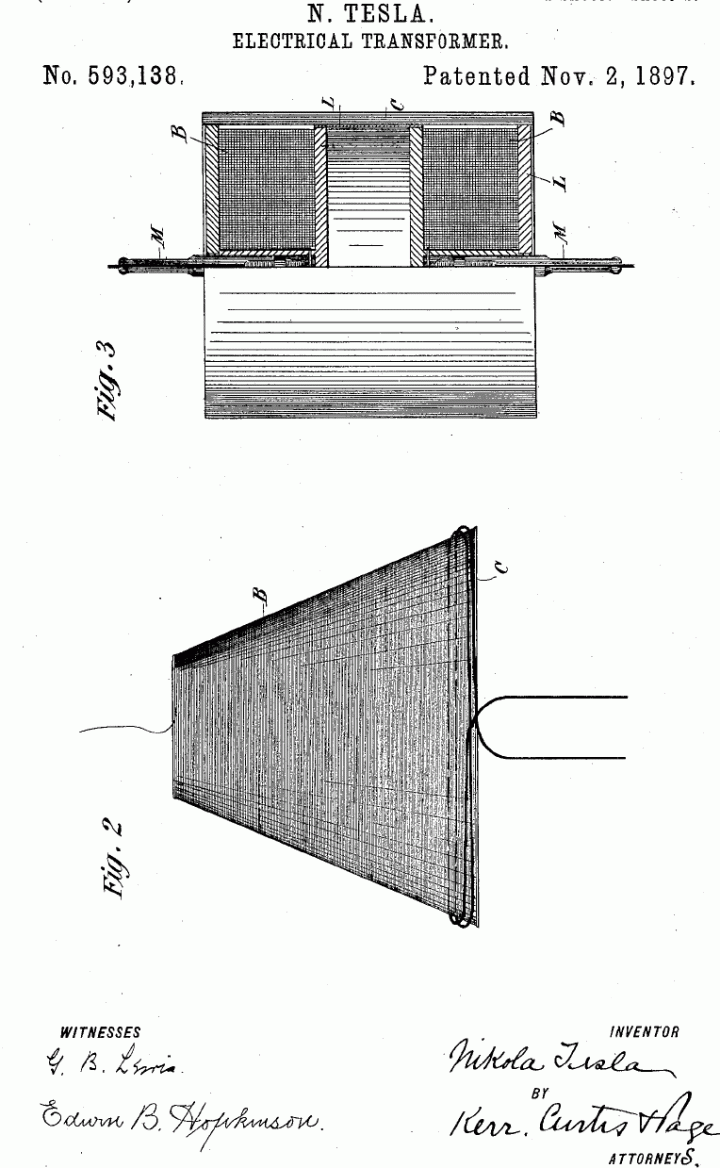 N. TESLA.
ELECTRICAL TRANSFORMER.
No. 593,138.
Patented Nov. 2, 1897.
L
C
B
B
L
M
M
Fig. 3
B
C
Fig. 2
WITNESSES
G. B. Lewis.
Edwin B. Hopkinson.
INVENTOR
Nikola Tesla
BY
Kerr, Curtis & Page
ATTORNEYS.